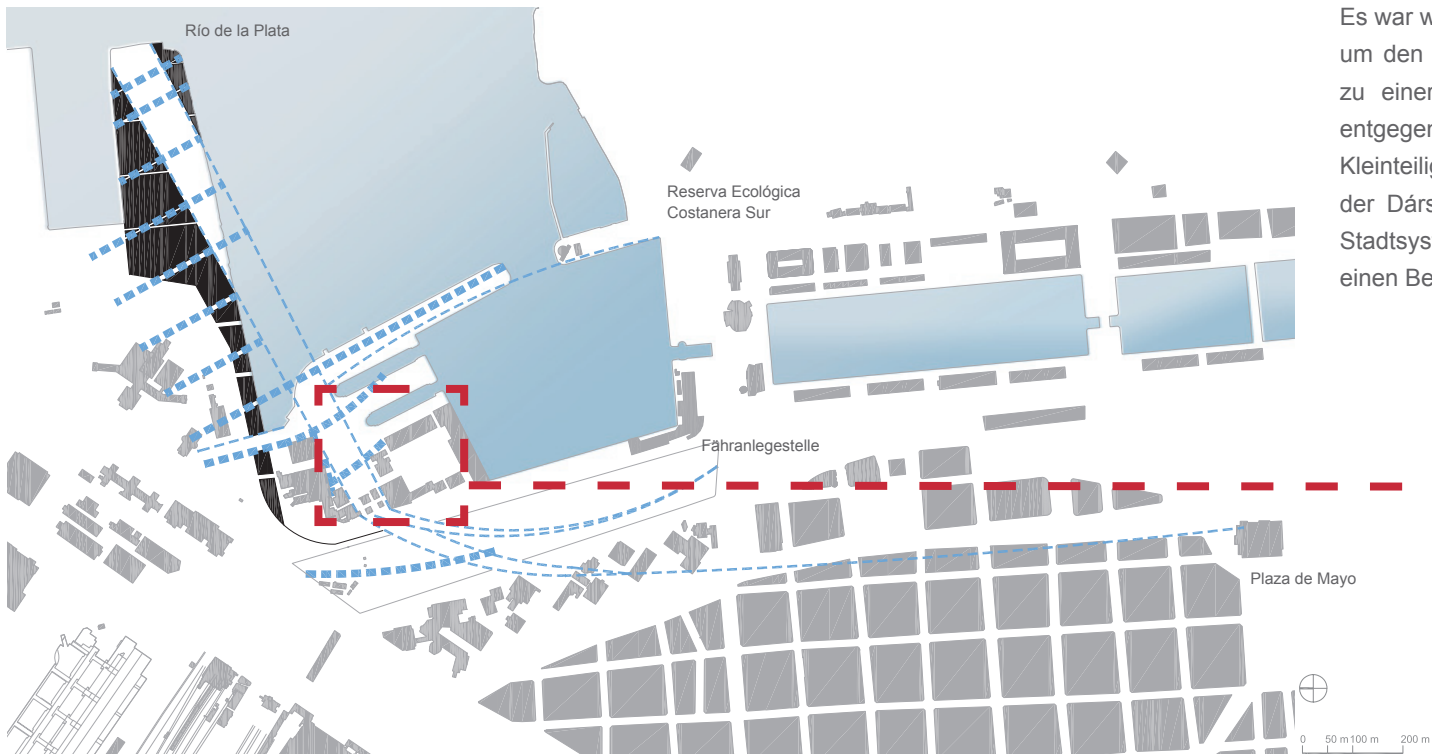 Río de la Plata
Reserva Ecológica
Costanera Sur
Fähranlegestelle
Plaza de Mayo
0 50 m 100 m 200 m
Es war w
um den
zu einer
entgegen
Kleinteilig
der Dárs
Stadtsys
einen Be